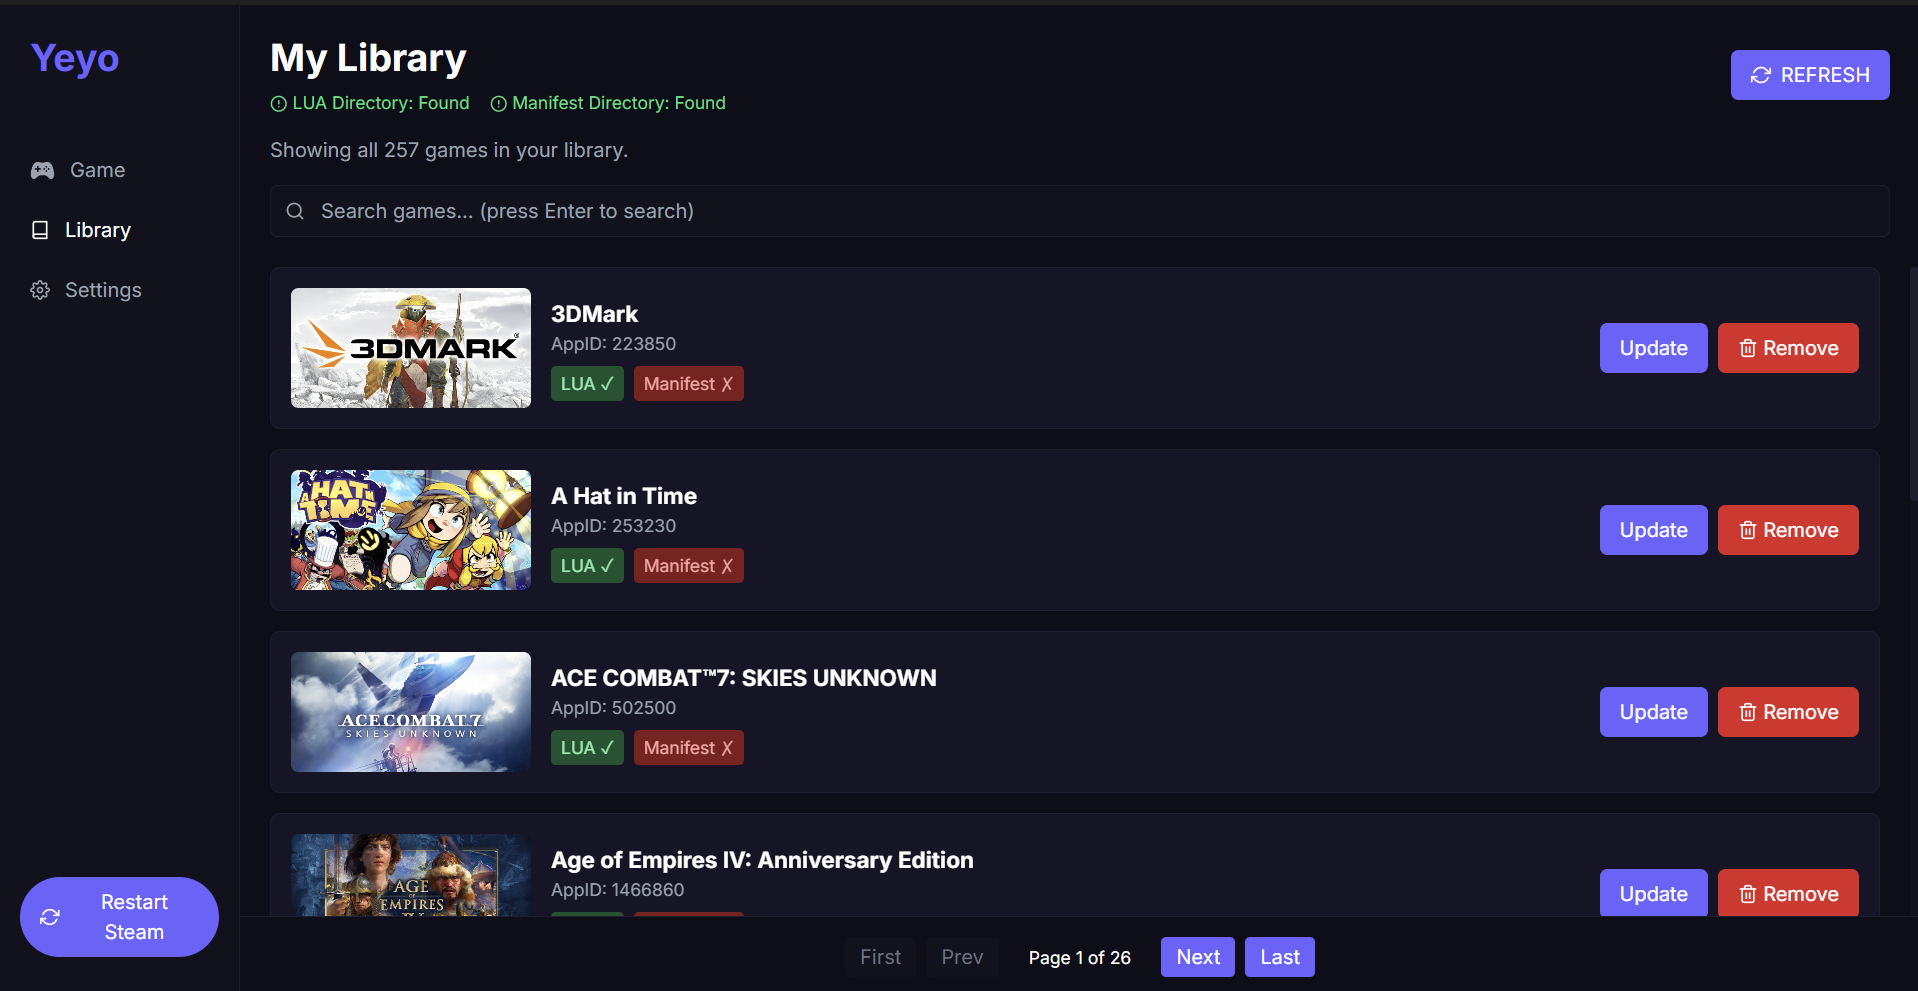 Yeyo
Game
Library
Settings
Restart
Steam
My Library
REFRESH
LUA Directory: Found Manifest Directory: Found
Showing all 257 games in your library.
Search games... (press Enter to search)
3DMARK
3DMark
AppID: 223850
LUA ✓ Manifest ✗
Update Remove
A HAT IN
TIME
A Hat in Time
AppID: 253230
LUA ✓ Manifest ✗
Update Remove
ACE COMBAT 7
SKIES UNKNOWN
ACE COMBAT™7: SKIES UNKNOWN
AppID: 502500
LUA ✓ Manifest ✗
Update Remove
AGE
OF
EMPIRES
IV
Age of Empires IV: Anniversary Edition
AppID: 1466860
Update Remove
First Prev Page 1 of 26 Next Last